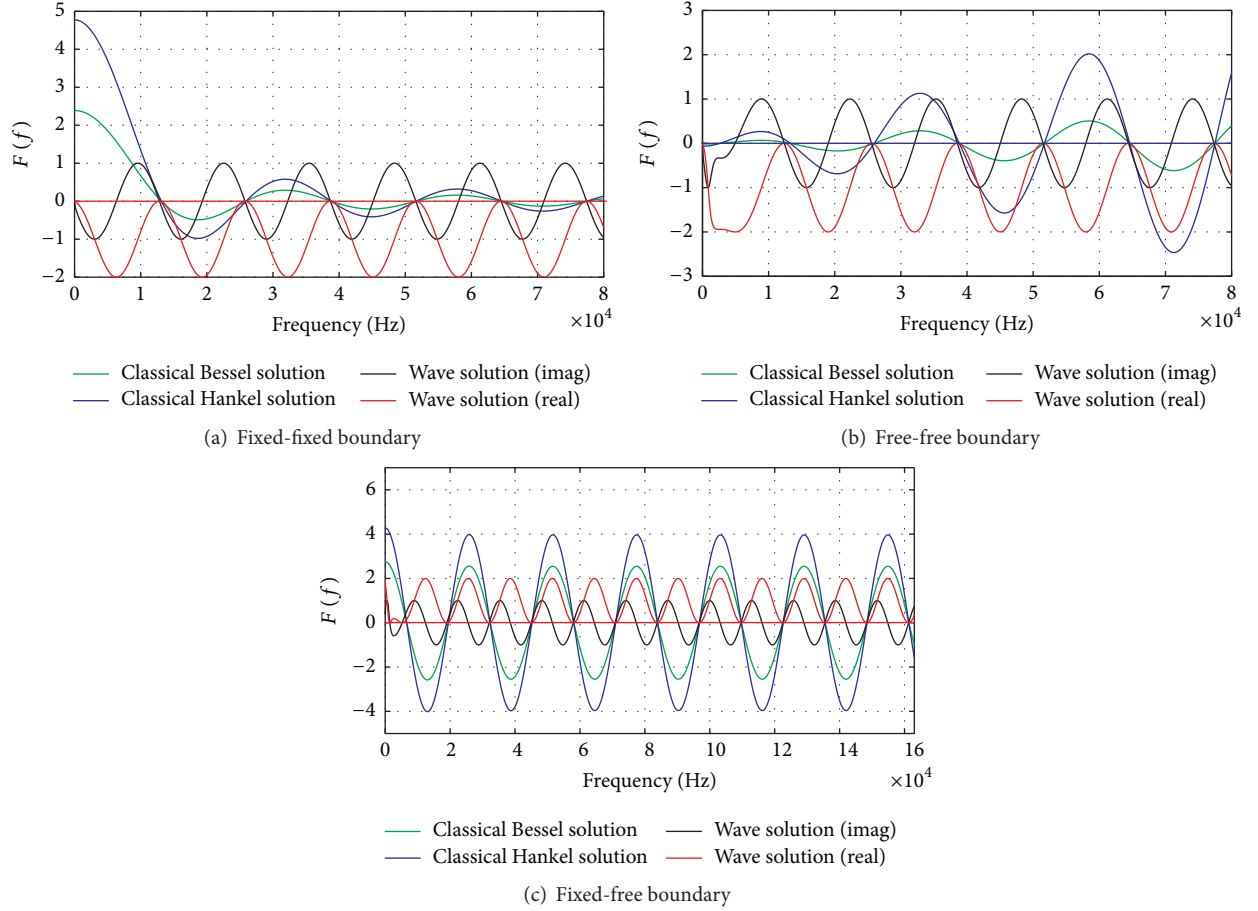 5
4
3
2
1
0
−1
−2
F (f)
0 1 2 3 4 5 6 7 8
×10⁴
Frequency (Hz)
Classical Bessel solution
Classical Hankel solution
Wave solution (imag)
Wave solution (real)
(a) Fixed-fixed boundary
3
2
1
0
−1
−2
−3
F (f)
0 1 2 3 4 5 6 7 8
×10⁴
Frequency (Hz)
Classical Bessel solution
Classical Hankel solution
Wave solution (imag)
Wave solution (real)
(b) Free-free boundary
6
4
2
0
−2
−4
F (f)
0 2 4 6 8 10 12 14 16
×10⁴
Frequency (Hz)
Classical Bessel solution
Classical Hankel solution
Wave solution (imag)
Wave solution (real)
(c) Fixed-free boundary